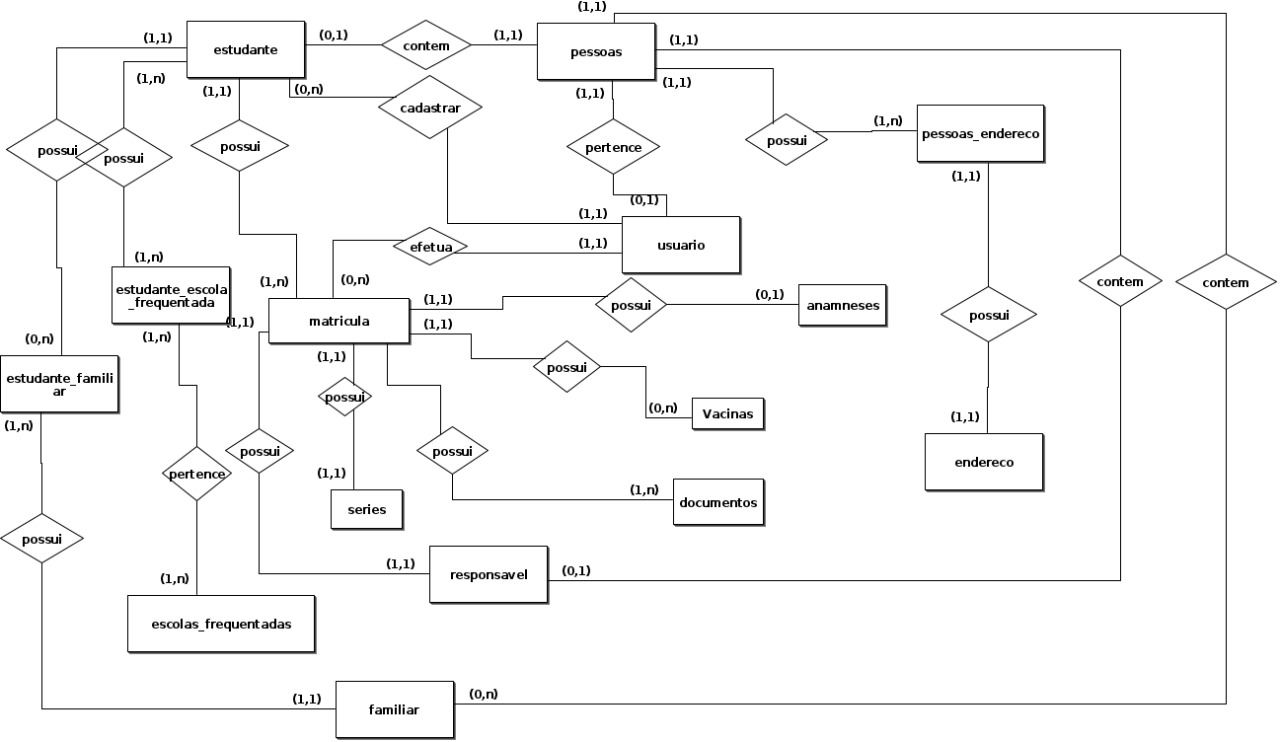 (1,1)
(1,1)
estudante
(0,1)
contem
(1,1)
pessoas
(1,1)
(1,n)
(1,1)
(0,n)
cadastrar
(1,1)
(1,1)
possui
possui
possui
pertence
possui
(1,n)
pessoas_endereco
(1,1)
(0,1)
(1,1)
usuario
efetua
(1,1)
(1,n)
estudante_escola
_frequentada
(1,n)
(0,n)
matricula
(1,1)
possui
(0,1)
anamneses
contem
contem
possui
(1,1)
(1,1)
(1,n)
(0,n)
estudante_famili
ar
(1,n)
(1,1)
possui
possui
(0,n)
Vacinas
(1,1)
endereco
pertence
possui
possui
(1,1)
series
(1,n)
documentos
possui
(1,n)
escolas_frequentadas
(1,1)
responsavel
(0,1)
(1,1)
familiar
(0,n)